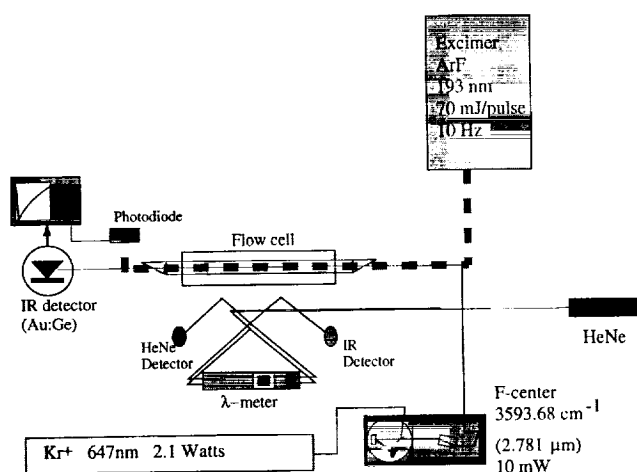 Excimer
ArF
193 nm
70 mJ/pulse
10 Hz
Photodiode
Flow cell
IR detector
(Au:Ge)
HeNe
Detector
IR
Detector
HeNe
λ-meter
F-center
3593.68 cm⁻¹
(2.781 μm)
10 mW
Kr+ 647nm 2.1 Watts